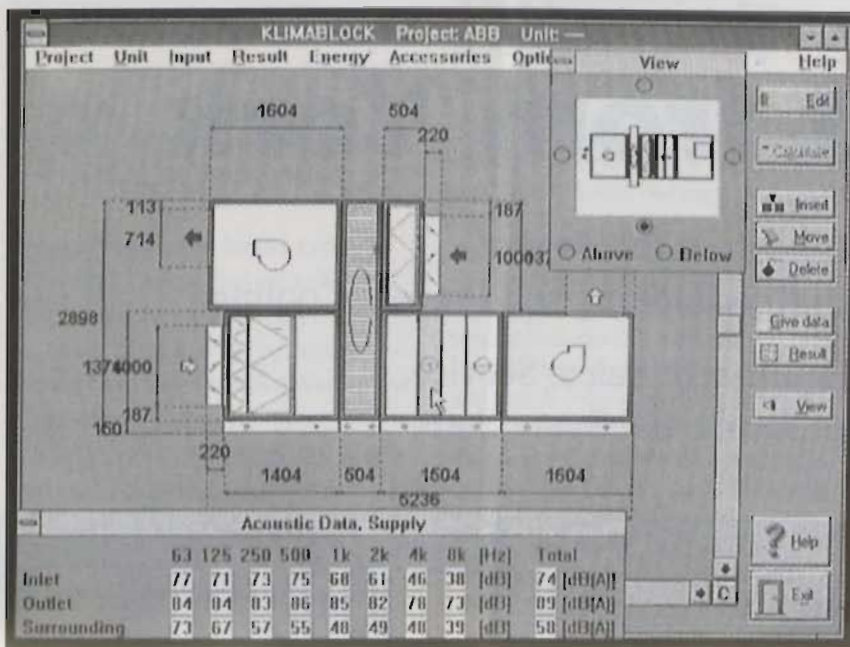 KLIMABLOCK Project: ABB Unit: —
Project Unit Input Result Energy Accessories
View
Help
Edit
Calculate
Insert
Move
Delete
Give data
Result
View
Above Below
1604 504
220
113
714
187
2898
1000
187
160
220
1404 504 1504 1604
5236
Acoustic Data, Supply
63 125 250 500 1k 2k 4k 8k [Hz] Total
Inlet 77 71 73 75 68 61 46 38 [dB] 74 [dB(A)]
Outlet 84 84 83 86 85 82 78 73 [dB] 89 [dB(A)]
Surrounding 73 67 57 55 48 49 48 39 [dB] 58 [dB(A)]
Help
Exit
C